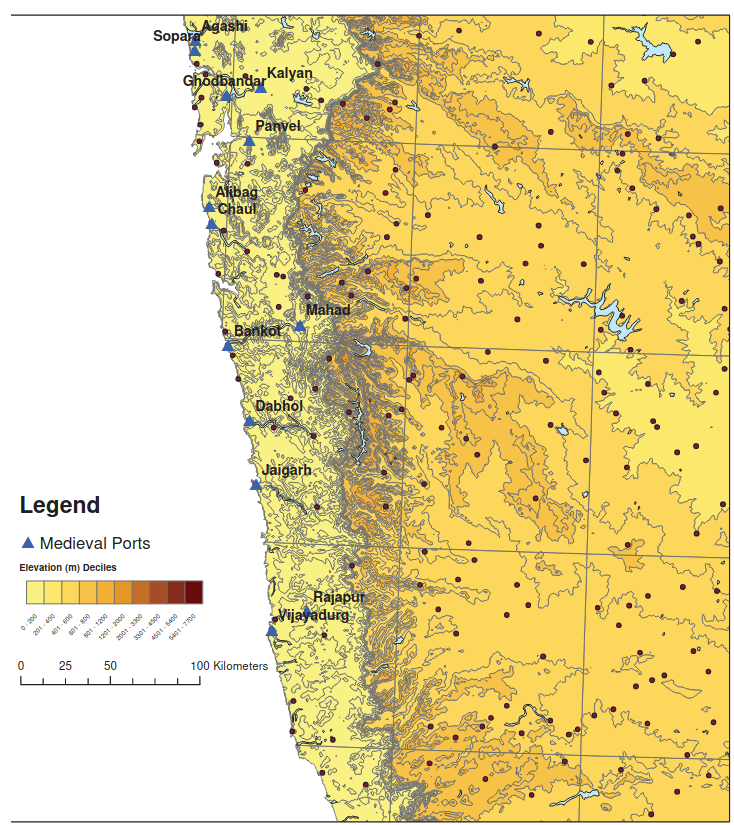 Agashi
Sopara
Ghodbandar
Kalyan
Panvel
Alibag
Chaul
Mahad
Bankot
Dabhol
Jaigarh
Legend
Medieval Ports
Elevation (m) Deciles
0 - 200
201 - 400
401 - 600
601 - 800
801 - 1200
1201 - 2000
2001 - 3300
3301 - 4500
4501 - 5400
5401 - 7700
Rajapur
Vijayadurg
0 25 50 100 Kilometers